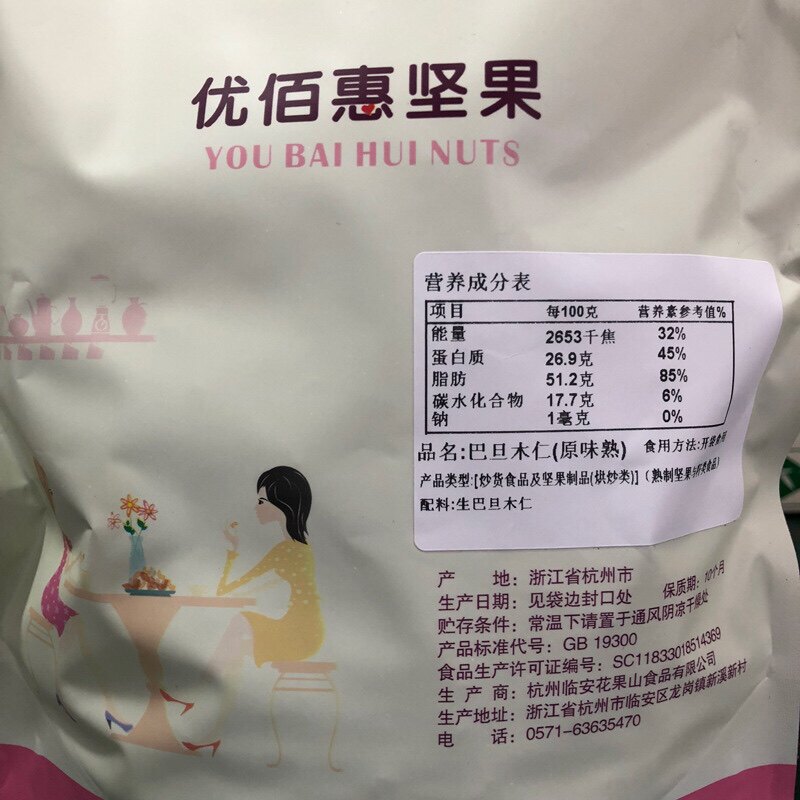 优佰惠坚果
YOU BAI HUI NUTS
营养成分表
项目 每100克 营养素参考值%
能量 2653千焦 32%
蛋白质 26.9克 45%
脂肪 51.2克 85%
碳水化合物 17.7克 6%
钠 1毫克 0%
品名:巴旦木仁(原味熟) 食用方法:开袋食用
产品类型:[炒货食品及坚果制品(烘炒类)](熟制坚果与籽类食品)
配料:生巴旦木仁
产 地: 浙江省杭州市
生产日期: 见袋边封口处 保质期: 10个月
贮存条件: 常温下请置于通风阴凉干燥处
产品标准代号: GB 19300
食品生产许可证编号: SC11833018514369
生 产 商: 杭州临安花果山食品有限公司
生产地址: 浙江省杭州市临安区龙岗镇新溪新村
电 话: 0571-63635470